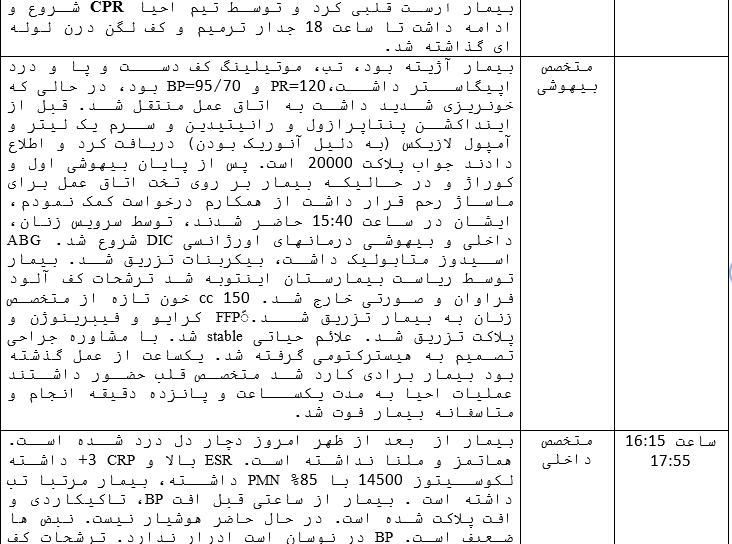 بیمار ارست قلبی کرد و توسط تیم احیا CPR شروع و
ادامه داشت تا ساعت 18 جدار ترمیم و کف لگن درن لوله
ای گذاشته شد.
متخصص
بیهوشی
بیمار آژیته بود، تب، موتیلینگ کف دست و پا و درد
اپیگاستر داشت، PR=120 و BP=95/70 بود، در حالی که
خونریزی شدید داشت به اتاق عمل منتقل شد. قبل از
اینداکشن پنتاپرازول و رانیتیدین و سرم یک لیتر و
آمپول لازیکس (به دلیل آنوریک بودن) دریافت کرد و اطلاع
دادند جواب پلاکت 20000 است. پس از پایان بیهوشی اول و
کوراژ و در حالیکه بیمار بر روی تخت اتاق عمل برای
ماساژ رحم قرار داشت از همکارم درخواست کمک نمودم،
ایشان در ساعت 15:40 حاضر شدند، توسط سرویس زنان،
داخلی و بیهوشی درمانهای اورژانسی DIC شروع شد. ABG
اسیدوز متابولیک داشت، بیکربنات تزریق شد. بیمار
توسط ریاست بیمارستان اینتوبه شد ترشحات کف آلود
فراوان و صورتی خارج شد. 150 cc خون تازه از متخصص
زنان به بیمار تزریق شد. FFP کرایو و فیبرینوژن و
پلاکت تزریق شد. علائم حیاتی stable شد. با مشاوره جراحی
تصمیم به هیسترکتومی گرفته شد. یکساعت از عمل گذشته
بود بیمار برادی کارد شد متخصص قلب حضور داشتند
عملیات احیا به مدت یکساعت و پانزده دقیقه انجام و
متاسفانه بیمار فوت شد.
ساعت 16:15
17:55
متخصص
داخلی
بیمار از بعد از ظهر امروز دچار دل درد شده است.
هماتمز و ملنا نداشته است. ESR بالا و CRP 3+ داشته
لکوسیتوز 14500 با 85% PMN داشته، بیمار مرتبا تب
داشته است . بیمار از ساعتی قبل افت BP، تاکیکاردی و
افت پلاکت شده است. در حال حاضر هوشیار نیست. نبض ها
ضعیف است. BP در نوسان است ادرار ندارد. ترشحات کف